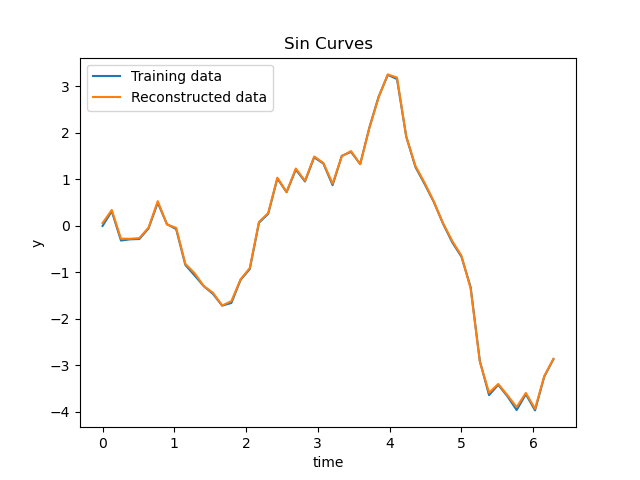 Sin Curves
Training data
Reconstructed data
3
2
1
0
−1
−2
−3
−4
y
0 1 2 3 4 5 6
time